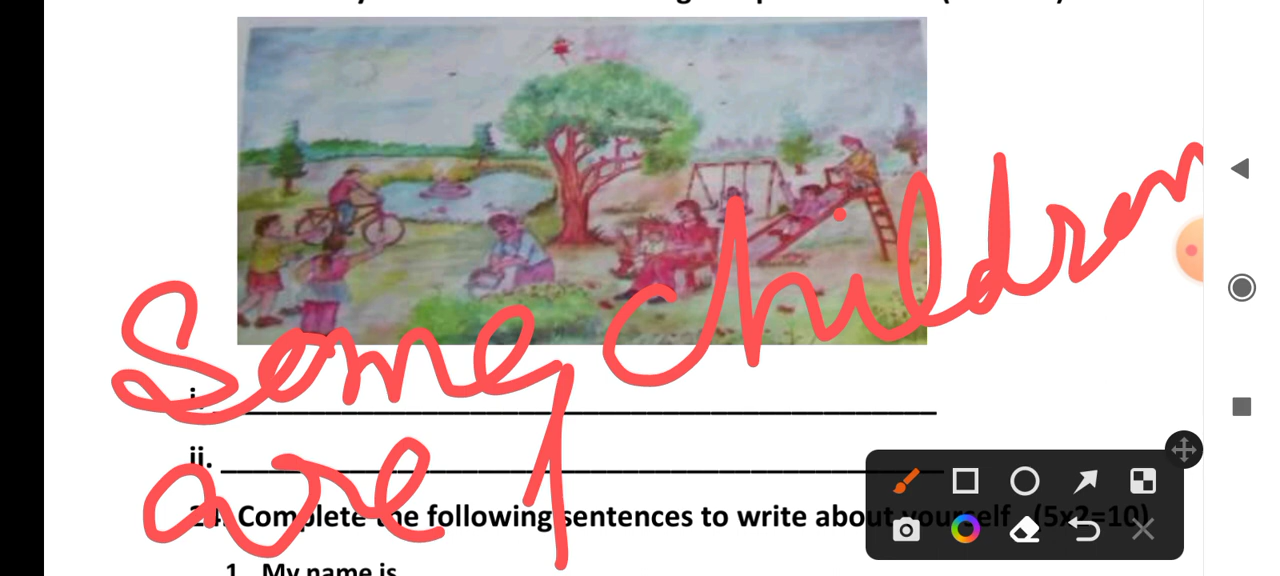 Some children
i.
ii.
are
24. Complete the following sentences to write about yourself. (5x2=10)
1. My name is